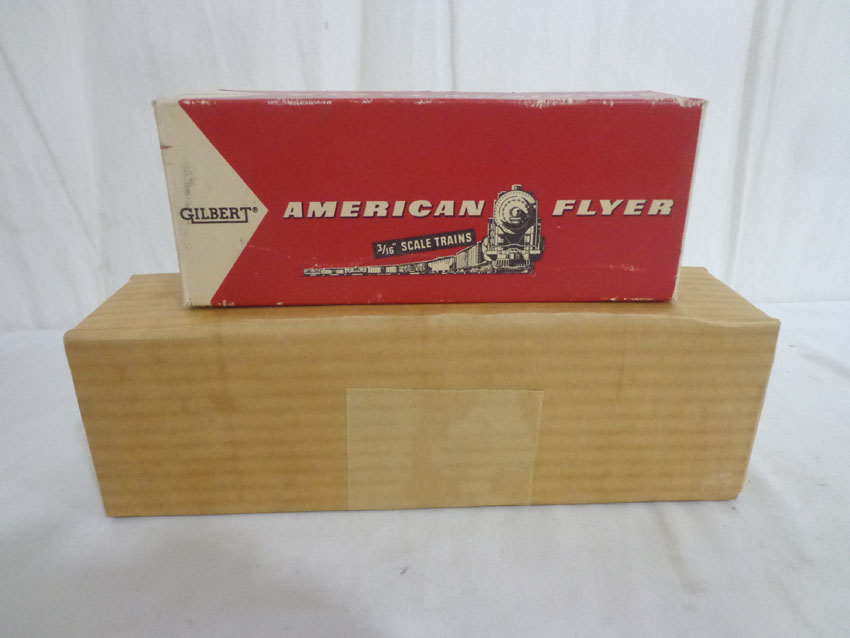 GILBERT®
AMERICAN FLYER
3/16" SCALE TRAINS